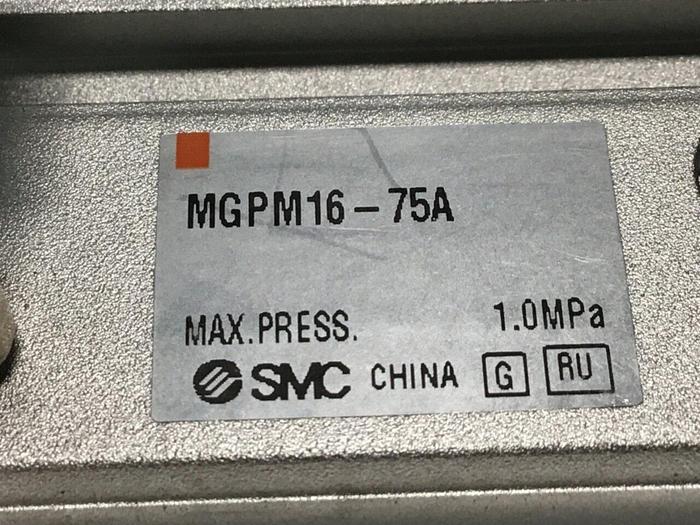 MGPM16-75A
MAX.PRESS. 1.0MPa
SMC CHINA G RU